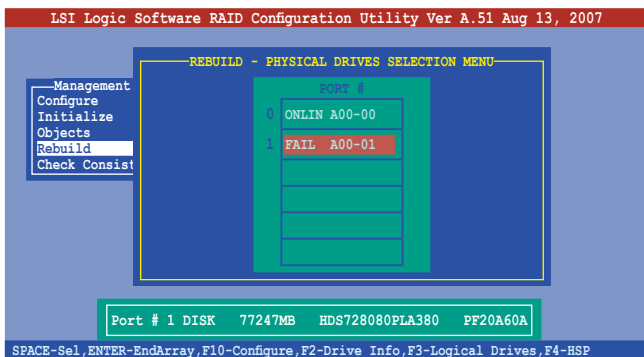 LSI Logic Software RAID Configuration Utility Ver A.51 Aug 13, 2007
REBUILD - PHYSICAL DRIVES SELECTION MENU
Management
Configure
Initialize
Objects
Rebuild
Check Consist
PORT #
0 ONLIN A00-00
1 FAIL A00-01
Port # 1 DISK 77247MB HDS728080PLA380 PF20A60A
SPACE-Sel,ENTER-EndArray,F10-Configure,F2-Drive Info,F3-Logical Drives,F4-HSP